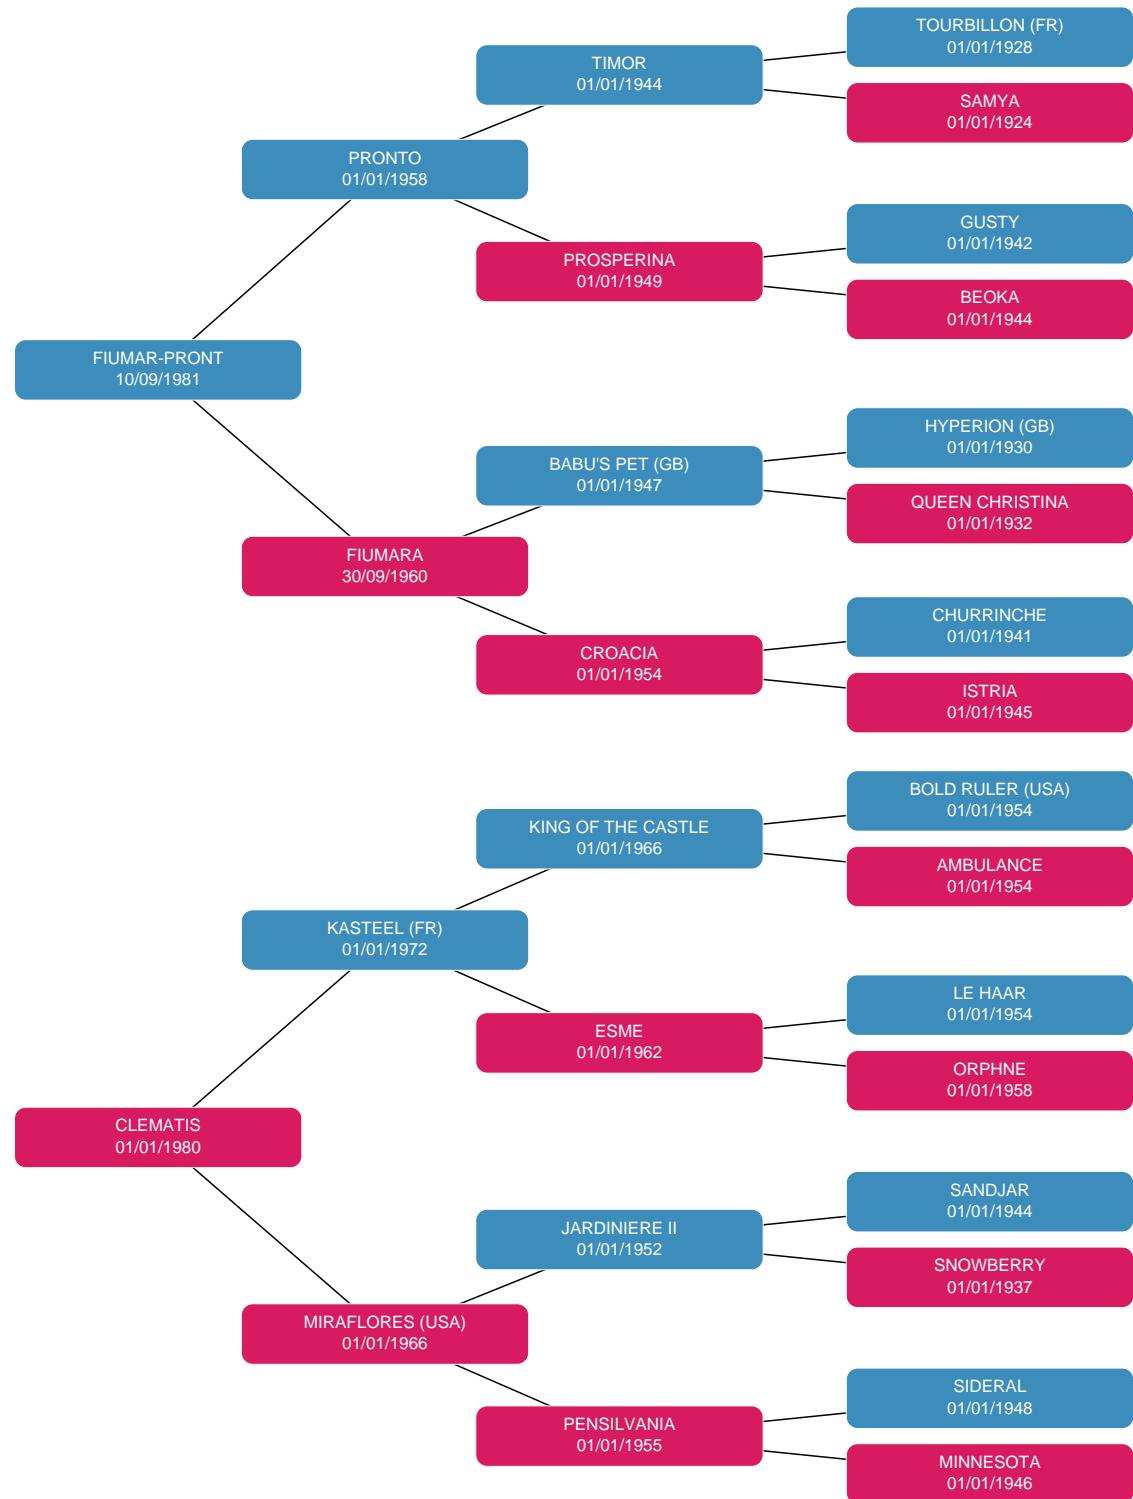 TOURBILLON (FR)
01/01/1928
TIMOR
01/01/1944
SAMYA
01/01/1924
PRONTO
01/01/1958
GUSTY
01/01/1942
PROSPERINA
01/01/1949
BEOKA
01/01/1944
FIUMAR-PRONT
10/09/1981
HYPERION (GB)
01/01/1930
BABU'S PET (GB)
01/01/1947
QUEEN CHRISTINA
01/01/1932
FIUMARA
30/09/1960
CHURRINCHE
01/01/1941
CROACIA
01/01/1954
ISTRIA
01/01/1945
BOLD RULER (USA)
01/01/1954
KING OF THE CASTLE
01/01/1966
AMBULANCE
01/01/1954
KASTEEL (FR)
01/01/1972
LE HAAR
01/01/1954
ESME
01/01/1962
ORPHNE
01/01/1958
CLEMATIS
01/01/1980
SANDJAR
01/01/1944
JARDINIERE II
01/01/1952
SNOWBERRY
01/01/1937
MIRAFLORES (USA)
01/01/1966
SIDERAL
01/01/1948
PENSILVANIA
01/01/1955
MINNESOTA
01/01/1946